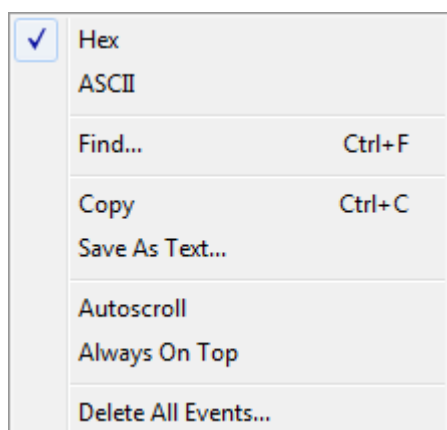 Hex
ASCII
Find... Ctrl+F
Copy Ctrl+C
Save As Text...
Autoscroll
Always On Top
Delete All Events...